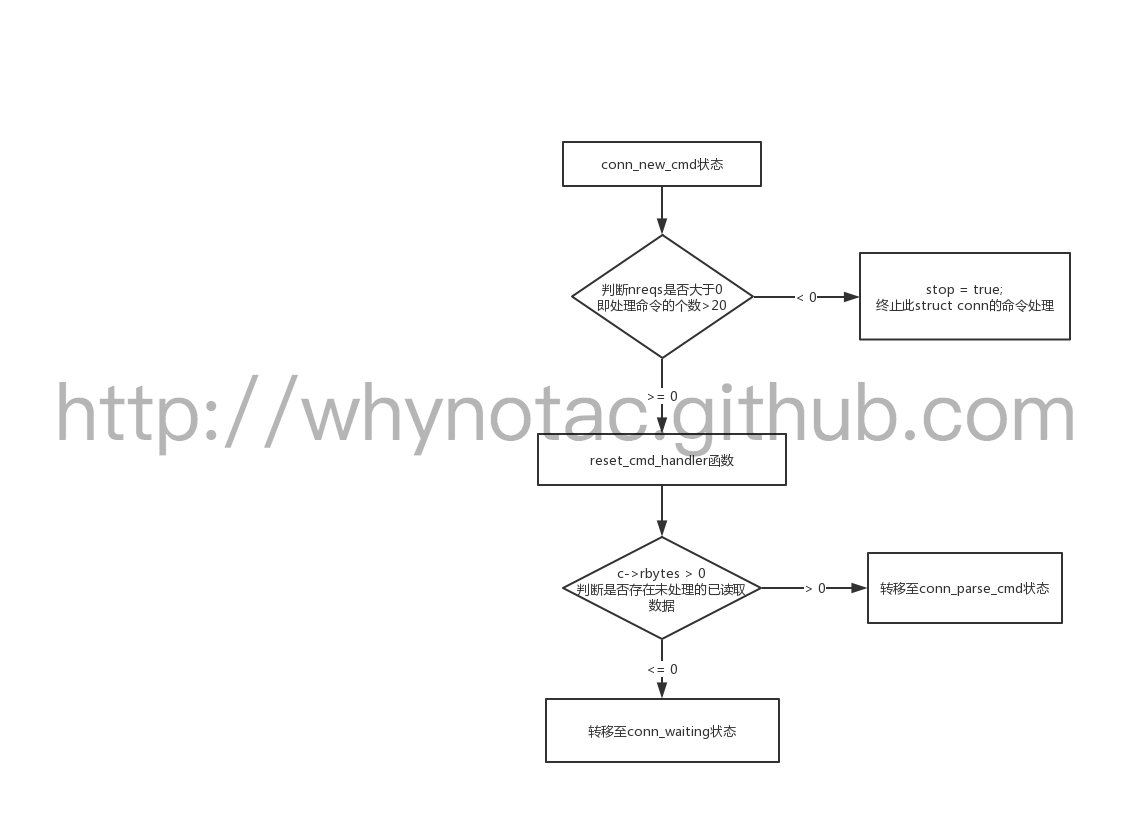 conn_new_cmd状态
判断nreqs是否大于0
即处理命令的个数>20
< 0
stop = true;
终止此struct conn的命令处理
>= 0
http://whynotac.github.com
reset_cmd_handler函数
c->rbytes > 0
判断是否存在未处理的已读取
数据
> 0
转移至conn_parse_cmd状态
<= 0
转移至conn_waiting状态